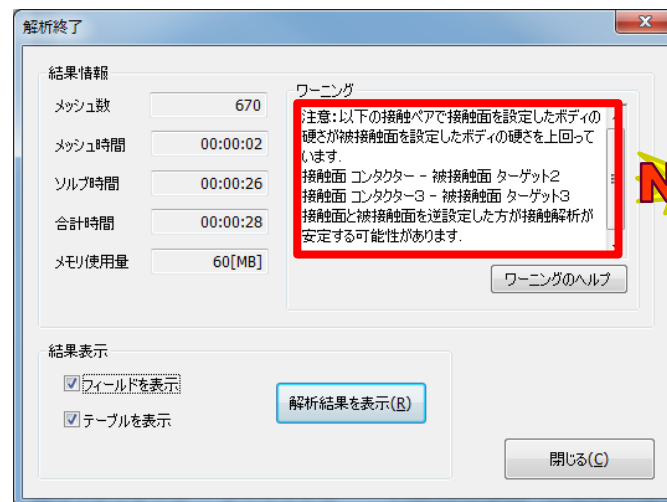 解析終了
結果情報
メッシュ数 670
メッシュ時間 00:00:02
ソルブ時間 00:00:26
合計時間 00:00:28
メモリ使用量 60[MB]
ワーニング
注意:以下の接触ペアで接触面を設定したボディの
硬さが被接触面を設定したボディの硬さを上回って
います.
接触面 コンタクター - 被接触面 ターゲット2
接触面 コンタクター3 - 被接触面 ターゲット3
接触面と被接触面を逆設定した方が接触解析が
安定する可能性があります.
ワーニングのヘルプ
結果表示
フィールドを表示
テーブルを表示
解析結果を表示(R)
閉じる(C)